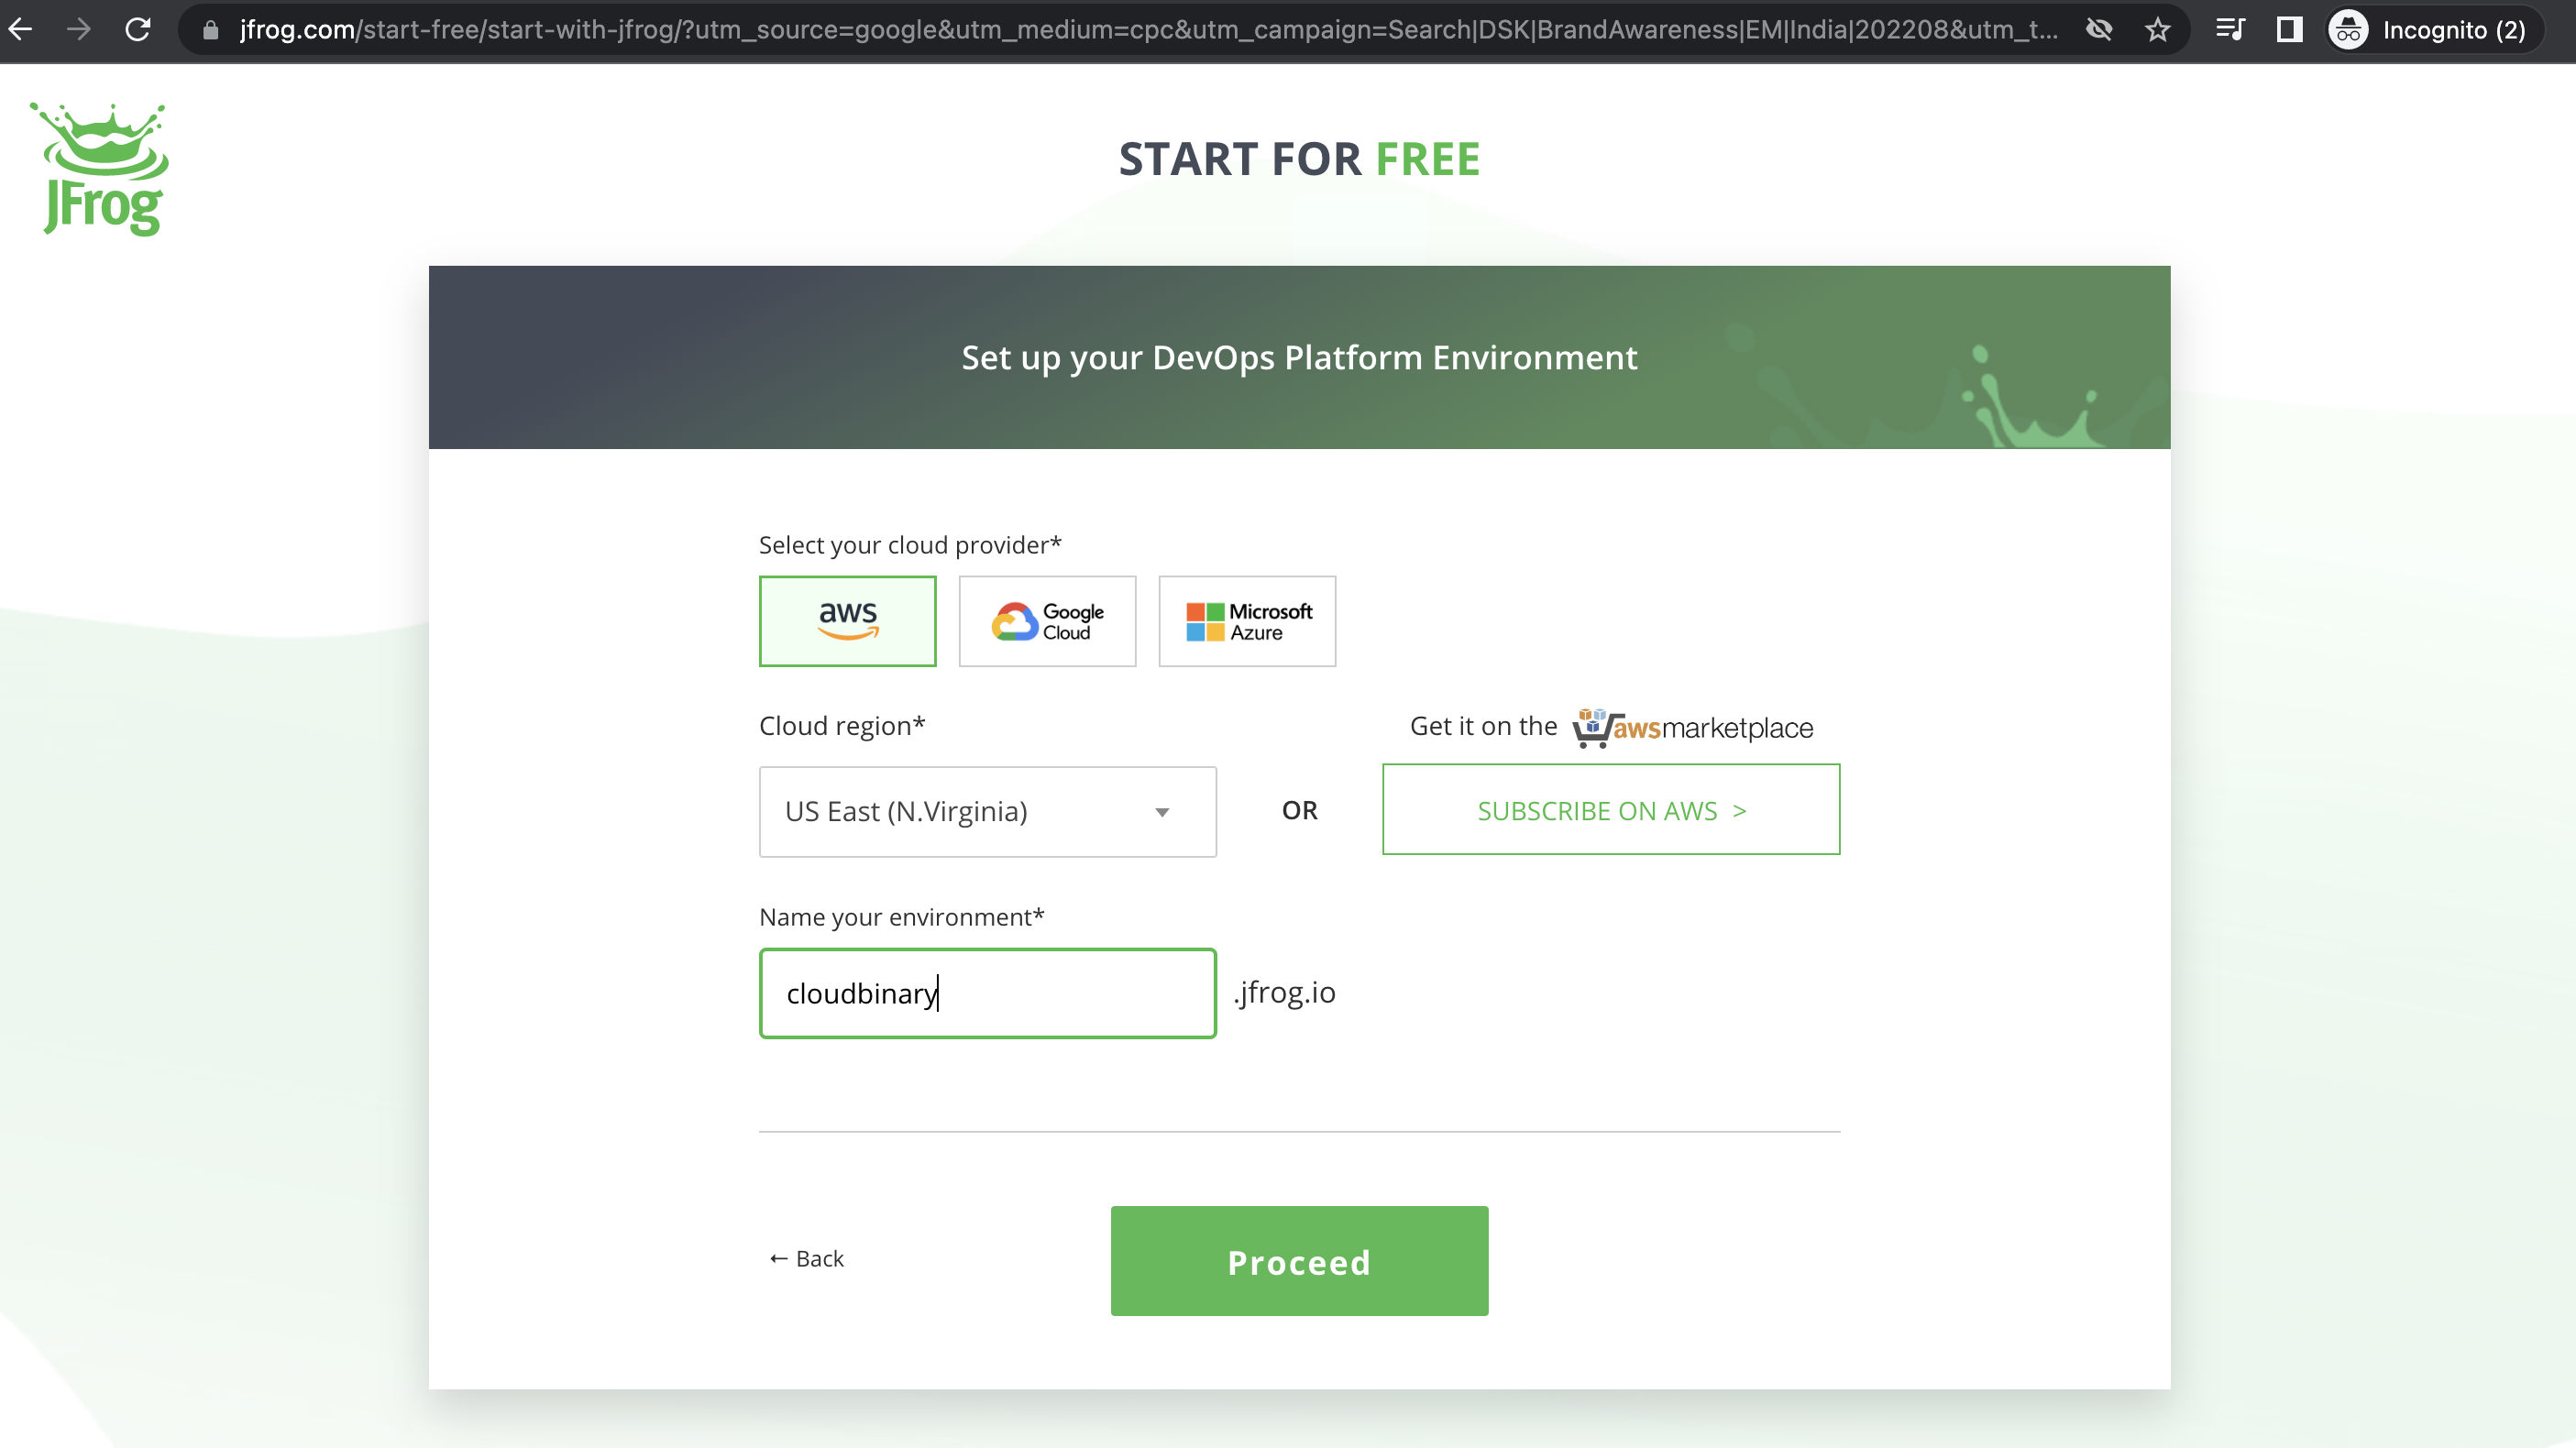 jfrog.com/start-free/start-with-jfrog/?utm_source=google&utm_medium=cpc&utm_campaign=Search|DSK|BrandAwareness|EM|India|202208&utm_t...
Incognito (2)
JFrog
START FOR FREE
Set up your DevOps Platform Environment
Select your cloud provider*
aws
Google Cloud
Microsoft Azure
Cloud region*
Get it on the aws marketplace
US East (N.Virginia)
OR
SUBSCRIBE ON AWS >
Name your environment*
cloudbinary
.jfrog.io
← Back
Proceed